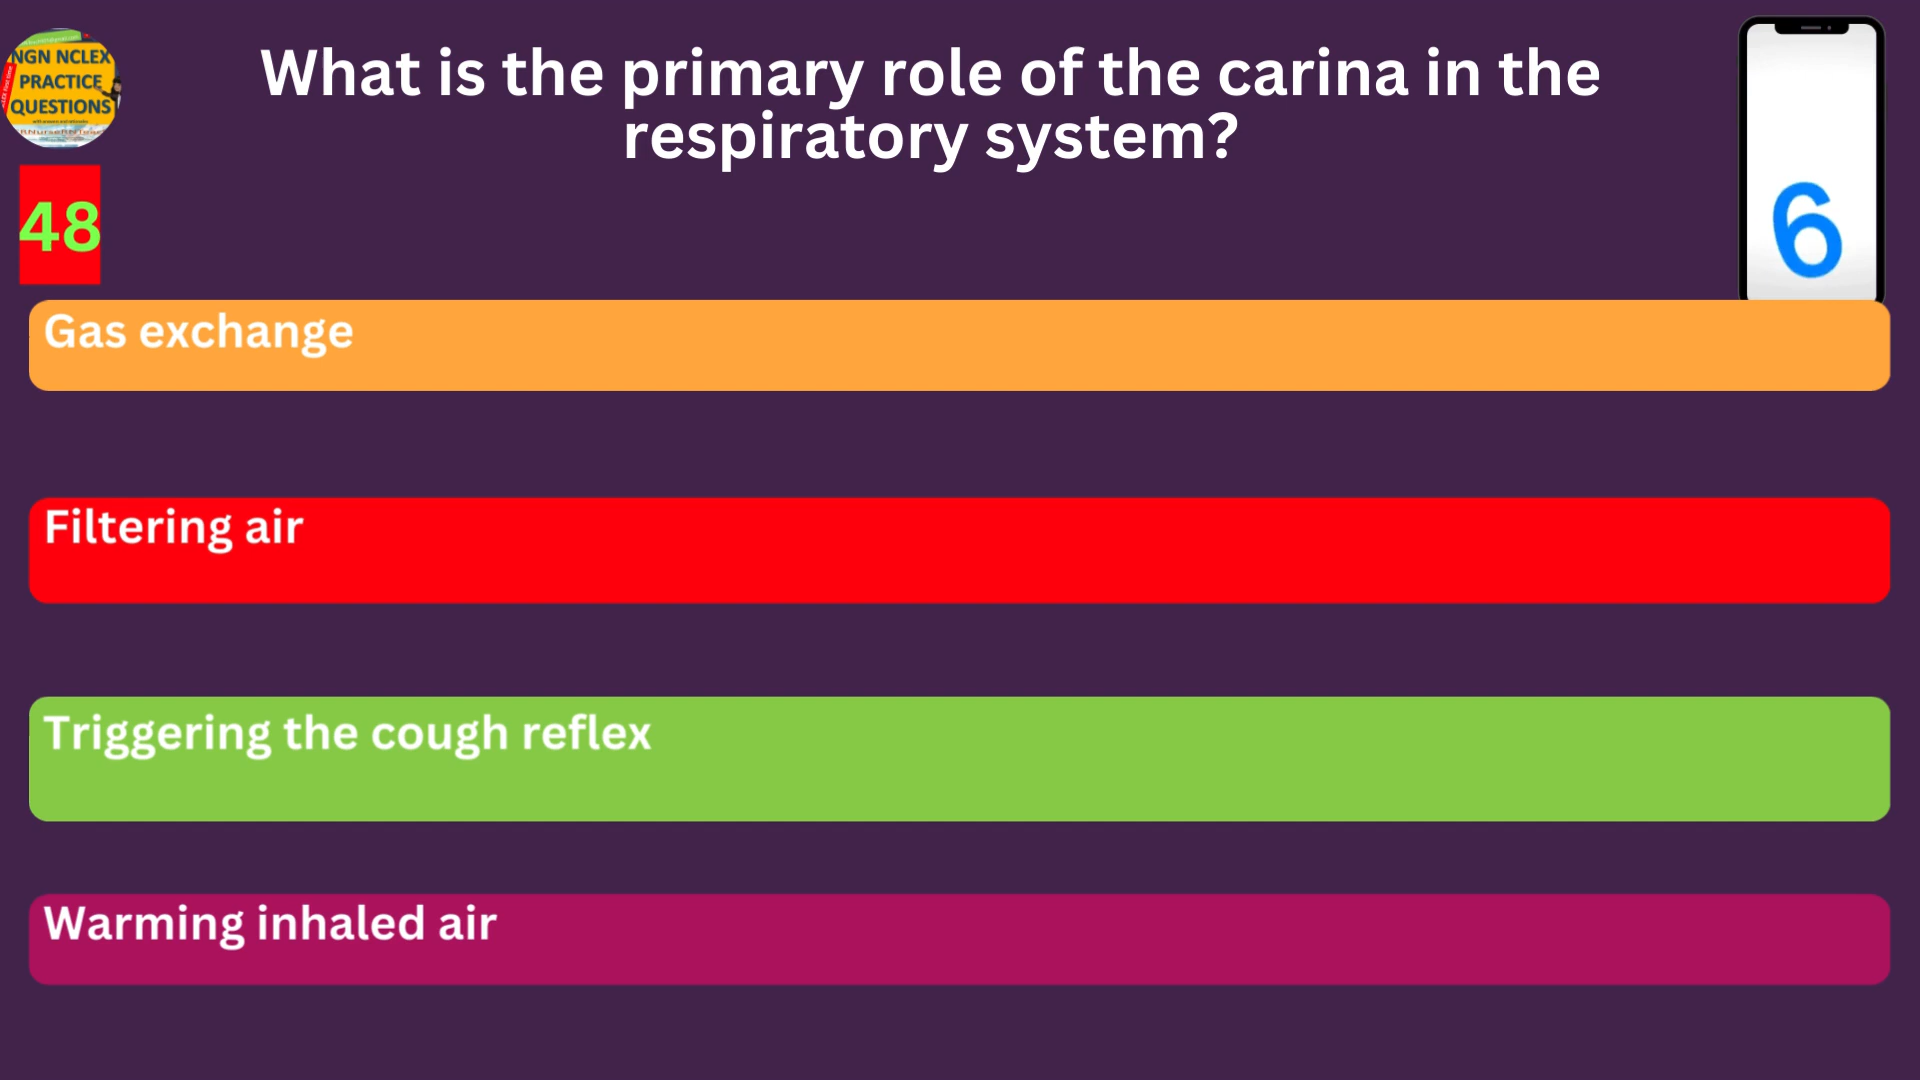 NGN NCLEX
PRACTICE
QUESTIONS
What is the primary role of the carina in the
respiratory system?
48
6
Gas exchange
Filtering air
Triggering the cough reflex
Warming inhaled air